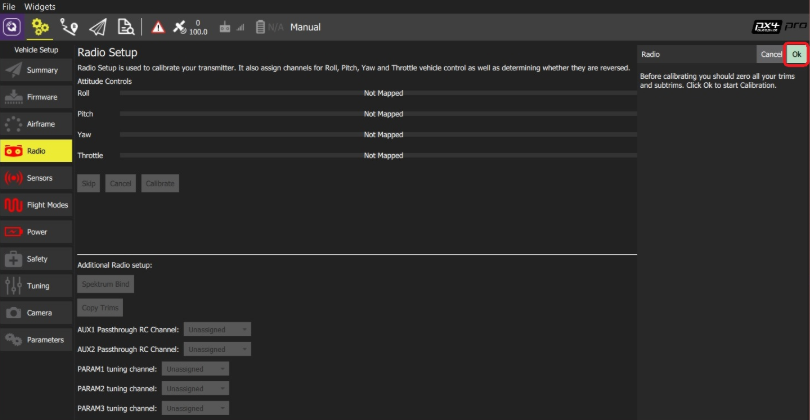 File Widgets
0
100.0
N/A Manual
px4 pro
Vehicle Setup
Summary
Firmware
Airframe
Radio
Sensors
Flight Modes
Power
Safety
Tuning
Camera
Parameters
Radio Setup
Radio Setup is used to calibrate your transmitter. It also assign channels for Roll, Pitch, Yaw and Throttle vehicle control as well as determining whether they are reversed.
Attitude Controls
Roll Not Mapped
Pitch Not Mapped
Yaw Not Mapped
Throttle Not Mapped
Skip Cancel Calibrate
Additional Radio setup:
Spektrum Bind
Copy Trims
AUX1 Passthrough RC Channel: Unassigned
AUX2 Passthrough RC Channel: Unassigned
PARAM1 tuning channel: Unassigned
PARAM2 tuning channel: Unassigned
PARAM3 tuning channel: Unassigned
Radio Cancel Ok
Before calibrating you should zero all your trims
and subtrims. Click Ok to start Calibration.